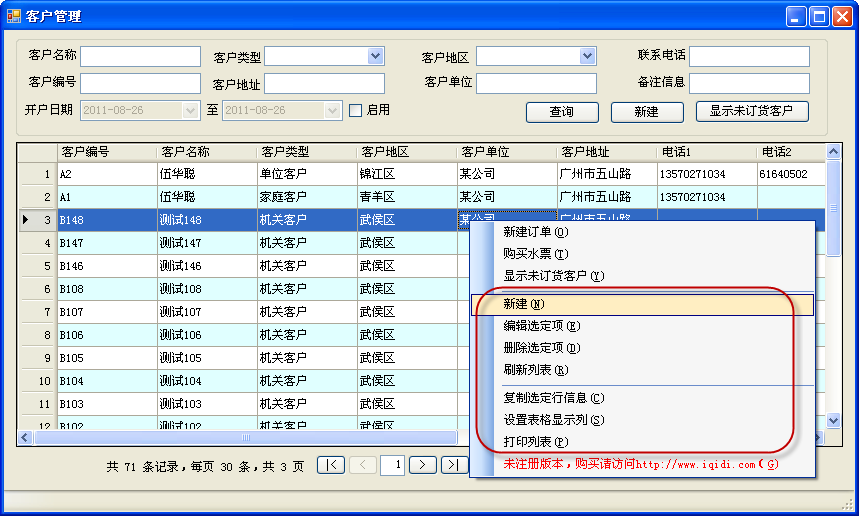 客户管理
客户名称 客户类型 客户地区 联系电话
客户编号 客户地址 客户单位 备注信息
开户日期 2011-08-26 至 2011-08-26 启用 查询 新建 显示未订货客户
客户编号 客户名称 客户类型 客户地区 客户单位 客户地址 电话1 电话2
1 A2 伍华聪 单位客户 锦江区 某公司 广州市五山路 13570271034 61640502
2 A1 伍华聪 家庭客户 青羊区 某公司 广州市五山路 13570271034
3 B148 测试148 机关客户 武侯区 某公司 广州市五山路
4 B147 测试147 机关客户 武侯区
5 B146 测试146 机关客户 武侯区
6 B108 测试108 机关客户 武侯区
7 B107 测试107 机关客户 武侯区
8 B106 测试106 机关客户 武侯区
9 B105 测试105 机关客户 武侯区
10 B104 测试104 机关客户 武侯区
11 B103 测试103 机关客户 武侯区
12 B102 测试102 机关客户 武侯区
新建订单(O)
购买水票(T)
显示未订货客户(Y)
新建(N)
编辑选定项(E)
删除选定项(D)
刷新列表(R)
复制选定行信息(C)
设置表格显示列(S)
打印列表(P)
未注册版本,购买请访问http://www.iqidi.com(G)
共 71 条记录,每页 30 条,共 3 页 |< < 1 > >|